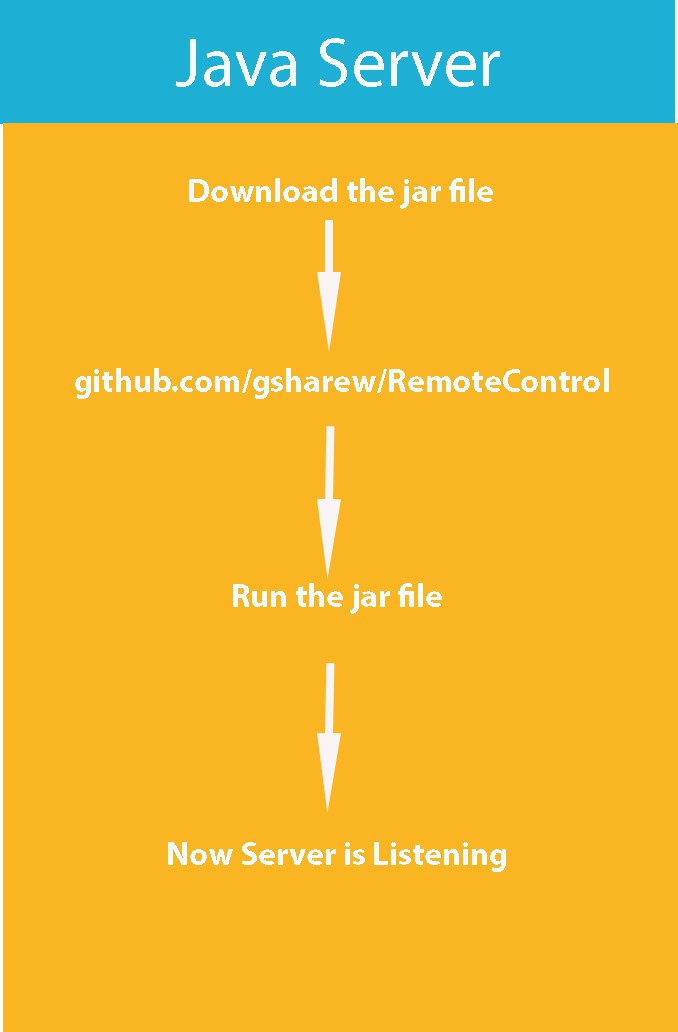 Java Server
Download the jar file
github.com/gsharew/RemoteControl
Run the jar file
Now Server is Listening